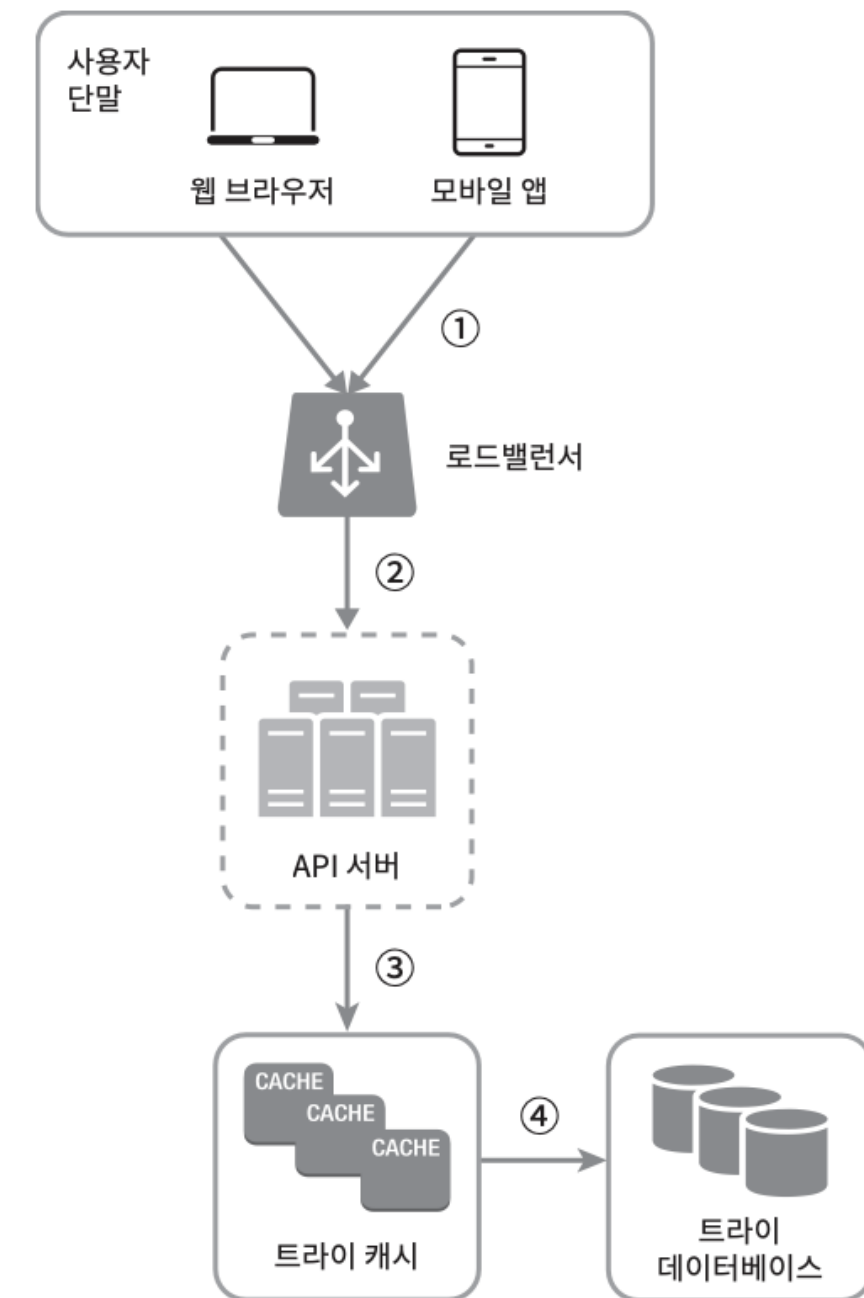 사용자
단말
웹 브라우저
모바일 앱
①
로드밸런서
②
API 서버
③
CACHE
CACHE
CACHE
④
트라이 캐시
트라이
데이터베이스